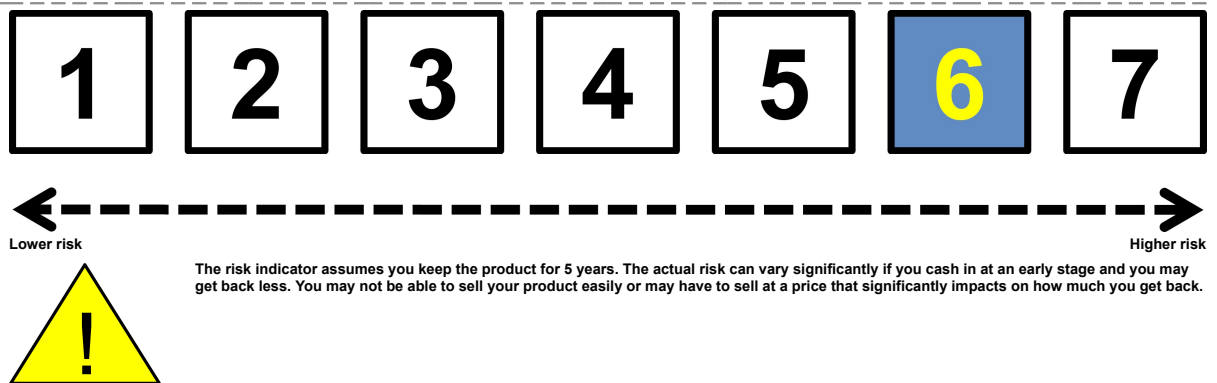 1 2 3 4 5 6 7
Lower risk Higher risk
The risk indicator assumes you keep the product for 5 years. The actual risk can vary significantly if you cash in at an early stage and you may
get back less. You may not be able to sell your product easily or may have to sell at a price that significantly impacts on how much you get back.
!